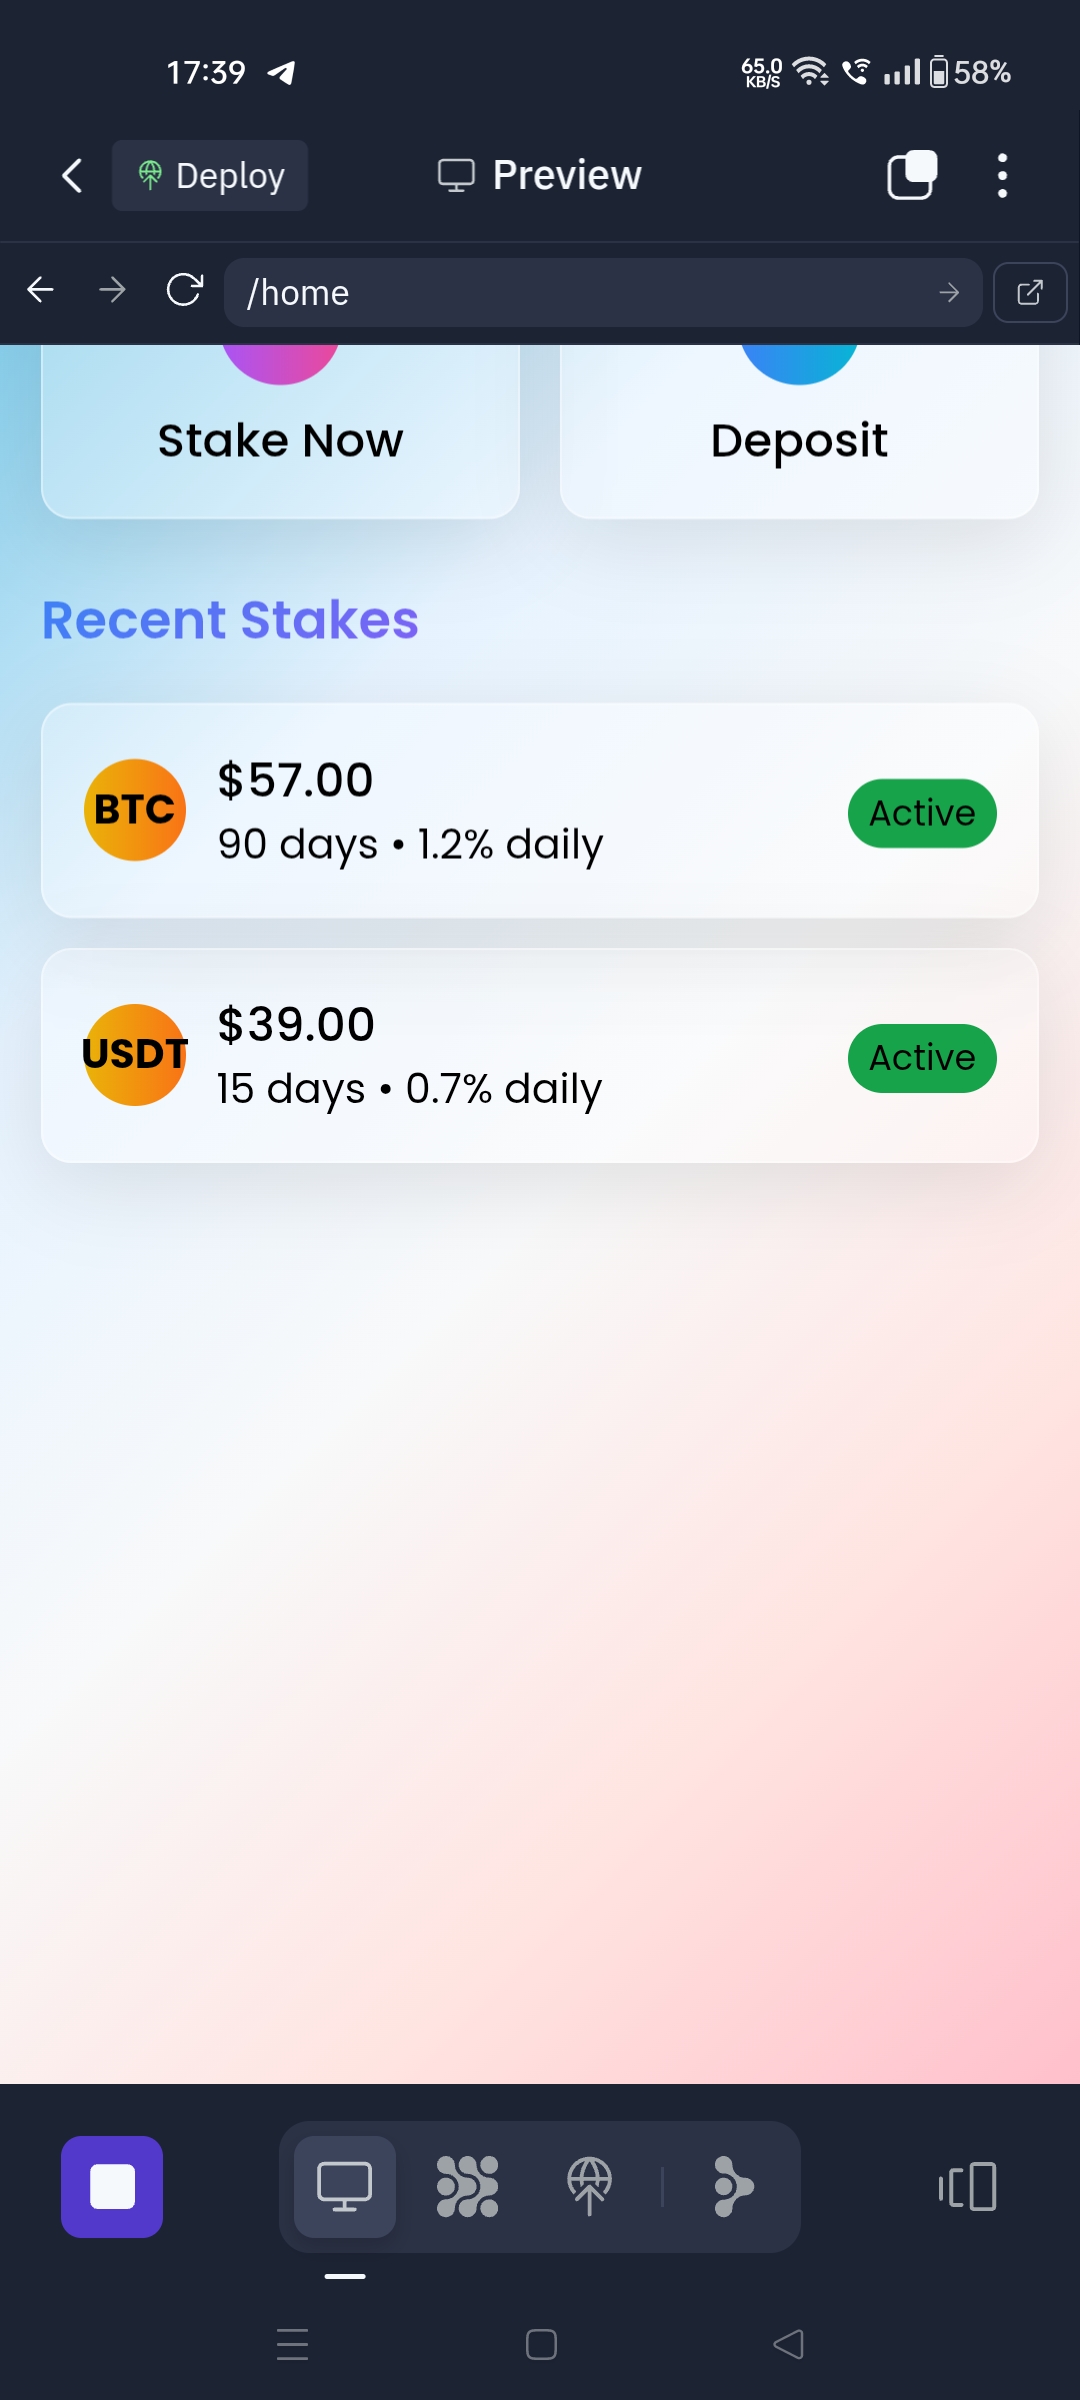 17:39
65.0
KB/S
58%
Deploy
Preview
/home
Stake Now
Deposit
Recent Stakes
BTC
$57.00
90 days • 1.2% daily
Active
USDT
$39.00
15 days • 0.7% daily
Active